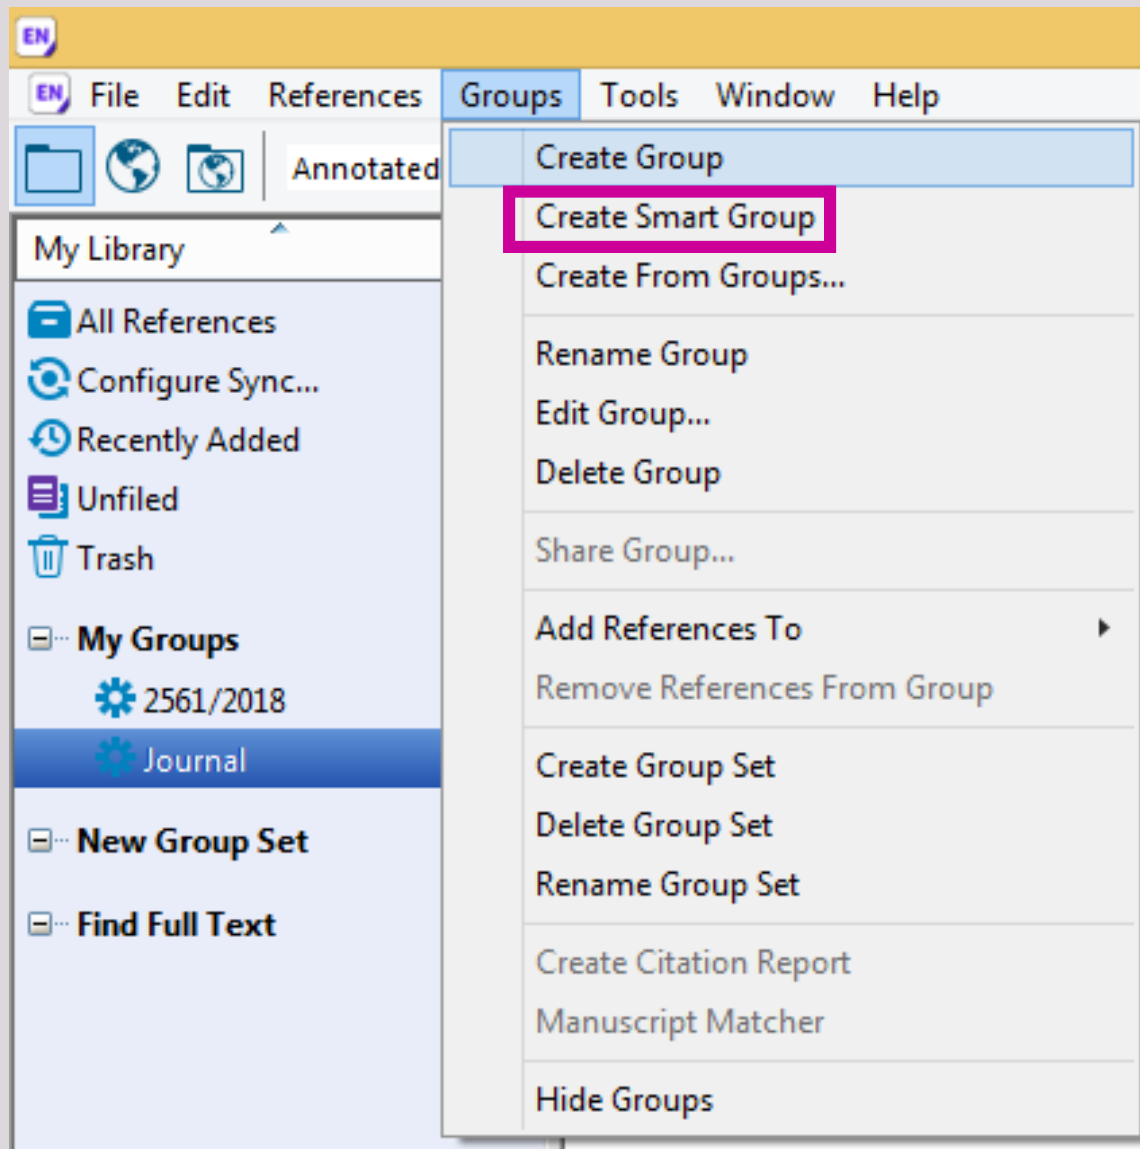 EN
EN File Edit References Groups Tools Window Help
Annotated
My Library
All References
Configure Sync...
Recently Added
Unfiled
Trash
My Groups
2561/2018
Journal
New Group Set
Find Full Text
Create Group
Create Smart Group
Create From Groups...
Rename Group
Edit Group...
Delete Group
Share Group...
Add References To
Remove References From Group
Create Group Set
Delete Group Set
Rename Group Set
Create Citation Report
Manuscript Matcher
Hide Groups